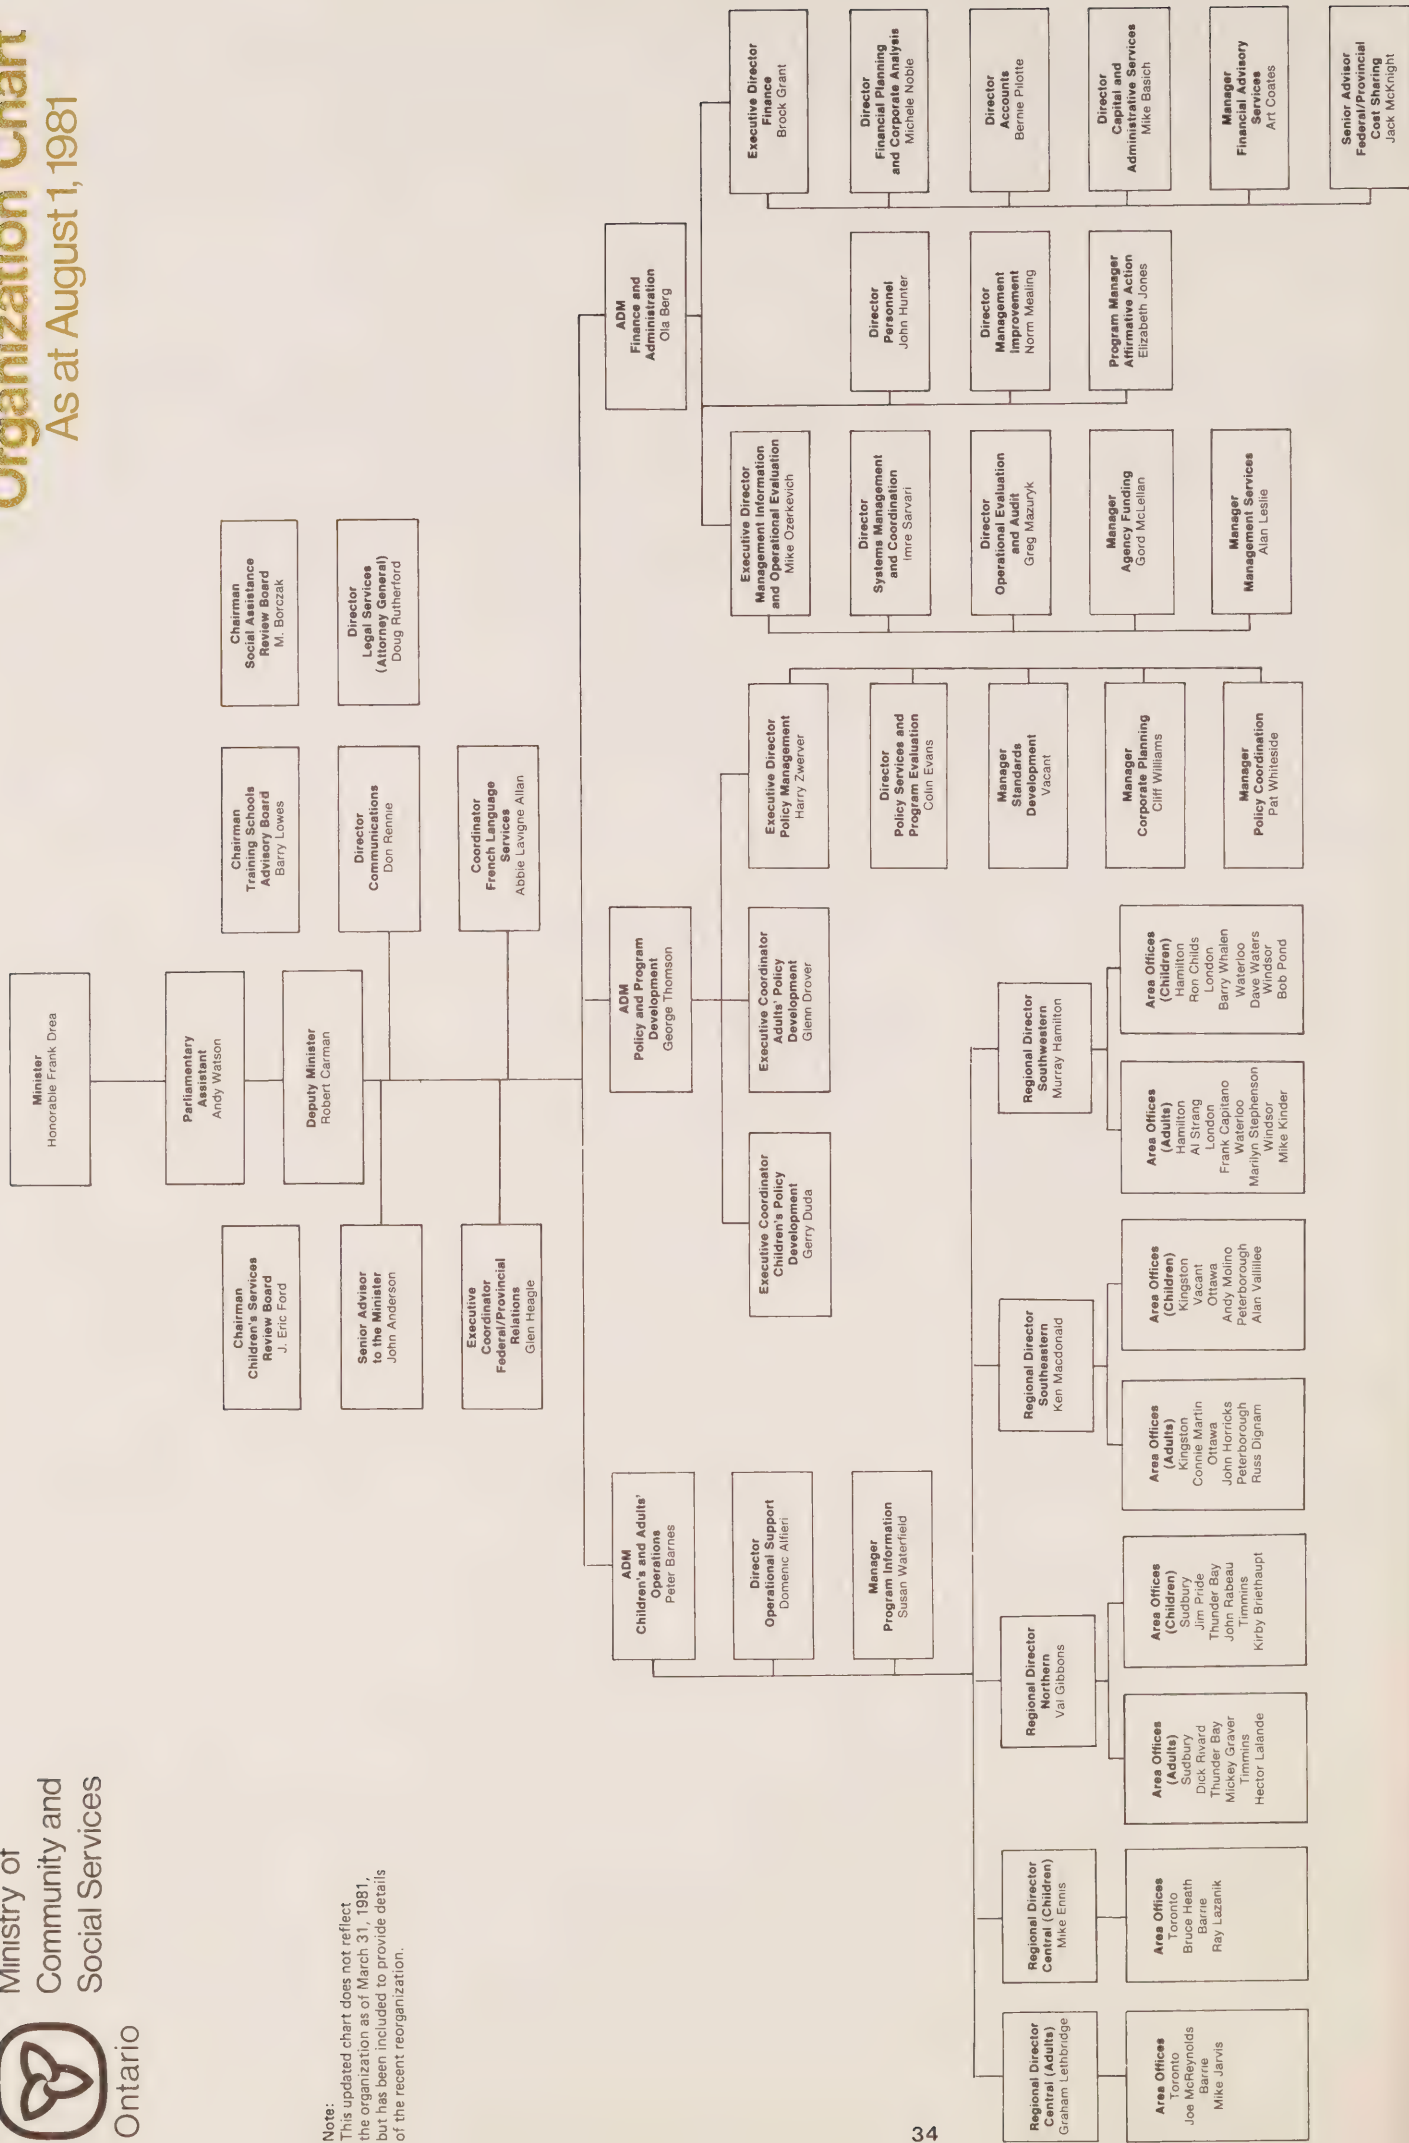 Ministry of
Community and
Social Services
Ontario
Organization Chart
As at August 1, 1981
Note:
This updated chart does not reflect
the organization as of March 31, 1981,
but has been included to provide details
of the recent reorganization.
Minister
Honorable Frank Drea
Parliamentary
Assistant
Andy Watson
Deputy Minister
Robert Carman
Chairman
Children's Services
Review Board
J. Eric Ford
Chairman
Training Schools
Advisory Board
Barry Lowes
Chairman
Social Assistance
Review Board
M. Borczak
Senior Advisor
to the Minister
John Anderson
Director
Communications
Don Rennie
Director
Legal Services
(Attorney General)
Doug Rutherford
Executive
Coordinator
Federal/Provincial
Relations
Glen Heagle
Coordinator
French Language
Services
Abbie Lavigne Allan
ADM
Children's and Adults'
Operations
Peter Barnes
Director
Operational Support
Domenic Alfieri
Manager
Program Information
Susan Waterfield
Regional Director
Central (Adults)
Graham Lethbridge
Area Offices
Toronto
Joe McReynolds
Barrie
Mike Jarvis
Regional Director
Central (Children)
Mike Ennis
Area Offices
Toronto
Bruce Heath
Barrie
Ray Lazanik
Regional Director
Northern
Val Gibbons
Area Offices
(Adults)
Sudbury
Dick Rivard
Thunder Bay
Mickey Graver
Timmins
Hector Lalande
Area Offices
(Children)
Sudbury
Jim Pride
Thunder Bay
John Rabeau
Timmins
Kirby Briethaupt
Regional Director
Southeastern
Ken Macdonald
Area Offices
(Adults)
Kingston
Connie Martin
Ottawa
John Horricks
Peterborough
Russ Dignam
Area Offices
(Children)
Kingston
Vacant
Ottawa
Andy Molino
Peterborough
Alan Vallillee
Regional Director
Southwestern
Murray Hamilton
Area Offices
(Adults)
Hamilton
Al Strang
London
Frank Capitano
Waterloo
Marilyn Stephenson
Windsor
Mike Kinder
Area Offices
(Children)
Hamilton
Ron Childs
London
Barry Whalen
Waterloo
Dave Waters
Windsor
Bob Pond
ADM
Policy and Program
Development
George Thomson
Executive Coordinator
Children's Policy
Development
Gerry Duda
Executive Coordinator
Adults' Policy
Development
Glenn Drover
Executive Director
Policy Management
Harry Zwerver
Director
Policy Services and
Program Evaluation
Colin Evans
Manager
Standards
Development
Vacant
Manager
Corporate Planning
Cliff Williams
Manager
Policy Coordination
Pat Whiteside
ADM
Finance and
Administration
Ola Berg
Executive Director
Management Information
and Operational Evaluation
Mike Ozerkevich
Director
Systems Management
and Coordination
Imre Sarvari
Director
Operational Evaluation
and Audit
Greg Mazuryk
Manager
Agency Funding
Gord McLellan
Manager
Management Services
Alan Leslie
Director
Personnel
John Hunter
Director
Management
Improvement
Norm Mealing
Program Manager
Affirmative Action
Elizabeth Jones
Executive Director
Finance
Brock Grant
Director
Financial Planning
and Corporate Analysis
Michele Noble
Director
Accounts
Bernie Pilotte
Director
Capital and
Administrative Services
Mike Basich
Manager
Financial Advisory
Services
Art Coates
Senior Advisor
Federal/Provincial
Cost Sharing
Jack McKnight
34